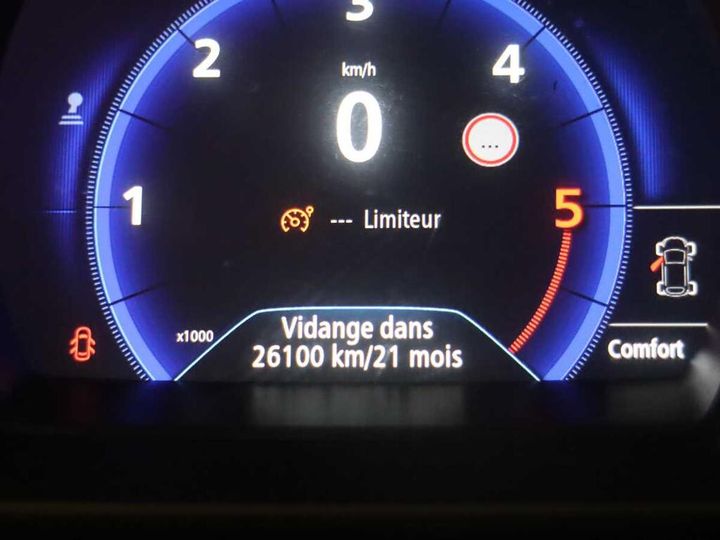 3
2
4
km/h
0
...
1
--- Limiteur
5
x1000
Vidange dans
26100 km/21 mois
Comfort